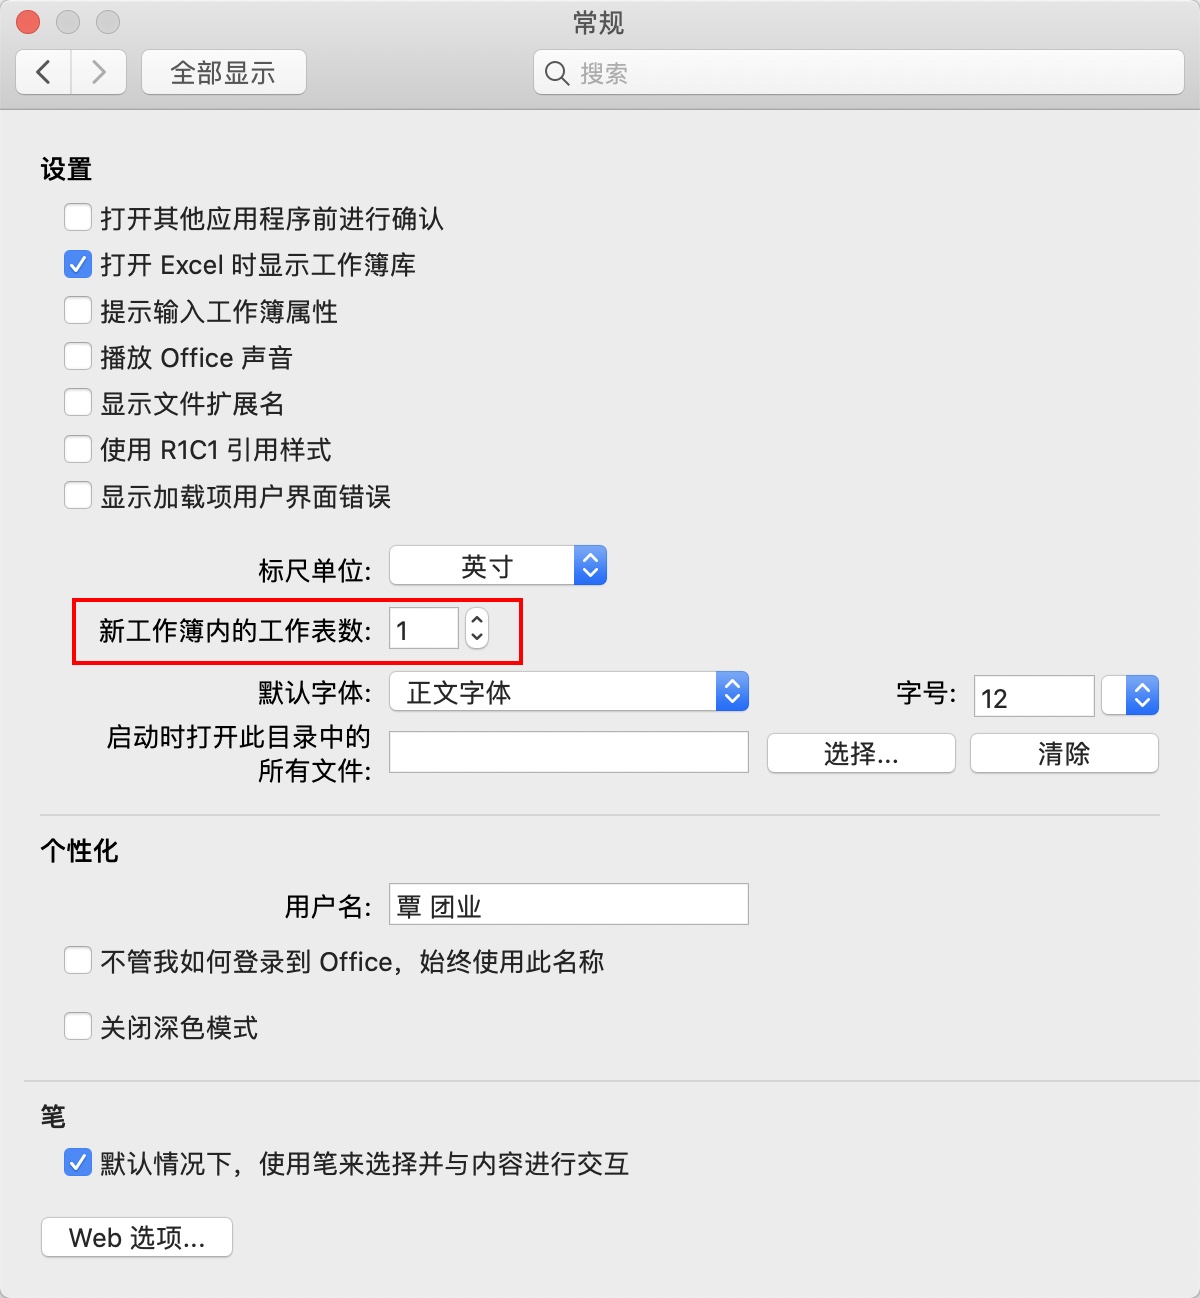 常规
全部显示
搜索
设置
打开其他应用程序前进行确认
打开 Excel 时显示工作簿库
提示输入工作簿属性
播放 Office 声音
显示文件扩展名
使用 R1C1 引用样式
显示加载项用户界面错误
标尺单位: 英寸
新工作簿内的工作表数: 1
默认字体: 正文字体 字号: 12
启动时打开此目录中的
所有文件: 选择... 清除
个性化
用户名: 覃 团业
不管我如何登录到 Office，始终使用此名称
关闭深色模式
笔
默认情况下，使用笔来选择并与内容进行交互
Web 选项...